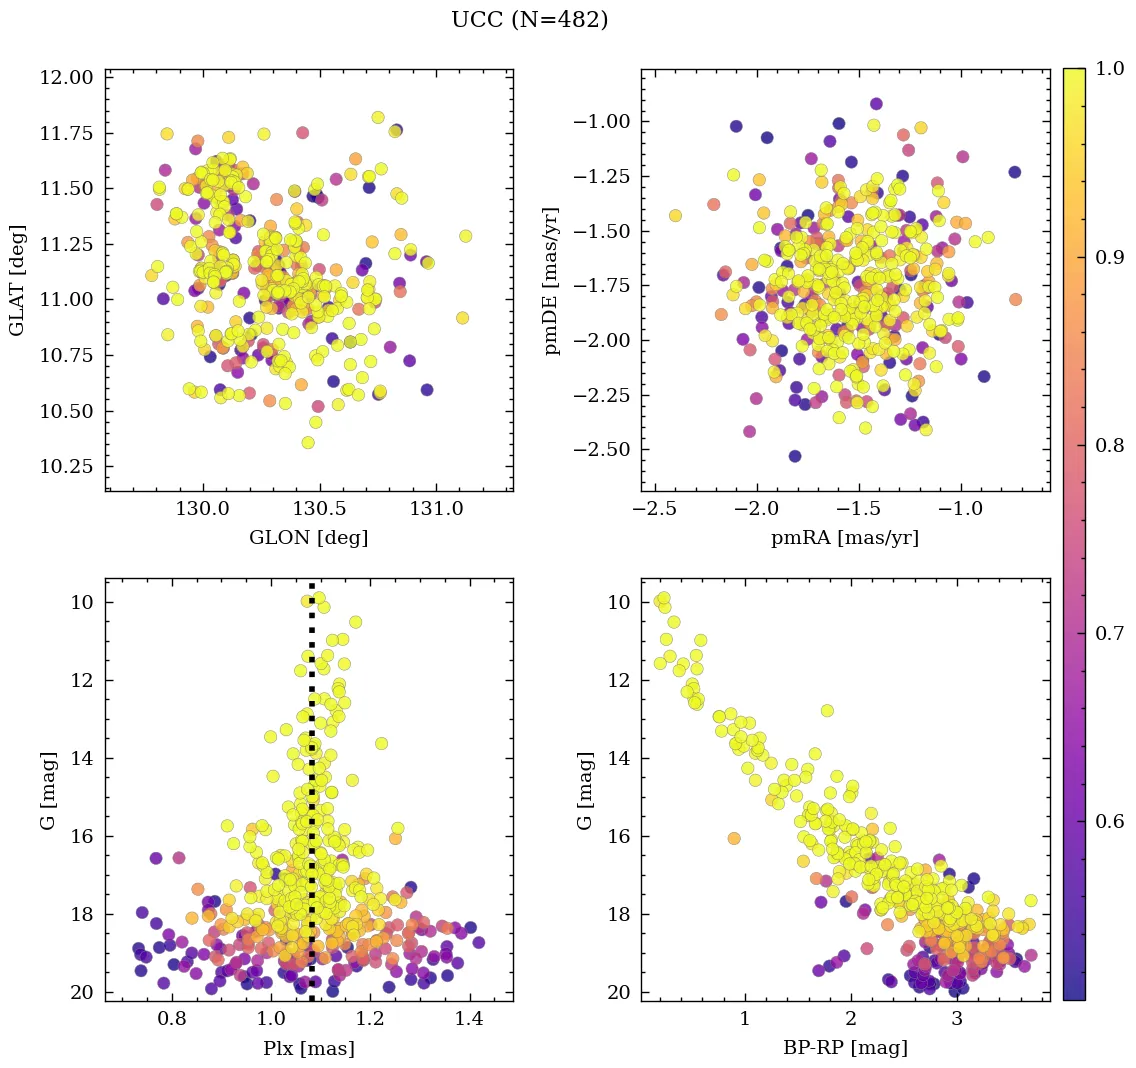 UCC (N=482)
12.00
11.75
11.50
11.25
11.00
10.75
10.50
10.25
GLAT [deg]
130.0 130.5 131.0
GLON [deg]
−1.00
−1.25
−1.50
−1.75
−2.00
−2.25
−2.50
pmDE [mas/yr]
−2.5 −2.0 −1.5 −1.0
pmRA [mas/yr]
10
12
14
16
18
20
G [mag]
0.8 1.0 1.2 1.4
Plx [mas]
10
12
14
16
18
20
G [mag]
1 2 3
BP-RP [mag]
1.0
0.9
0.8
0.7
0.6